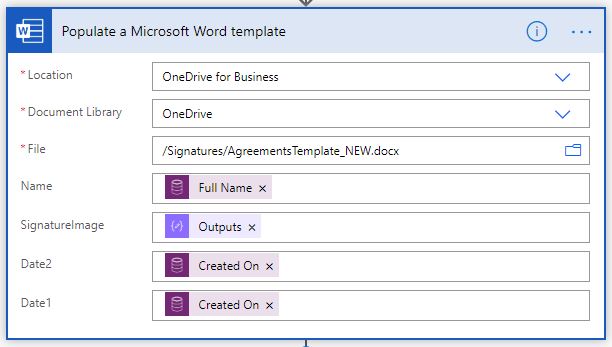 Populate a Microsoft Word template
* Location OneDrive for Business
* Document Library OneDrive
* File /Signatures/AgreementsTemplate_NEW.docx
Name Full Name ×
SignatureImage Outputs ×
Date2 Created On ×
Date1 Created On ×